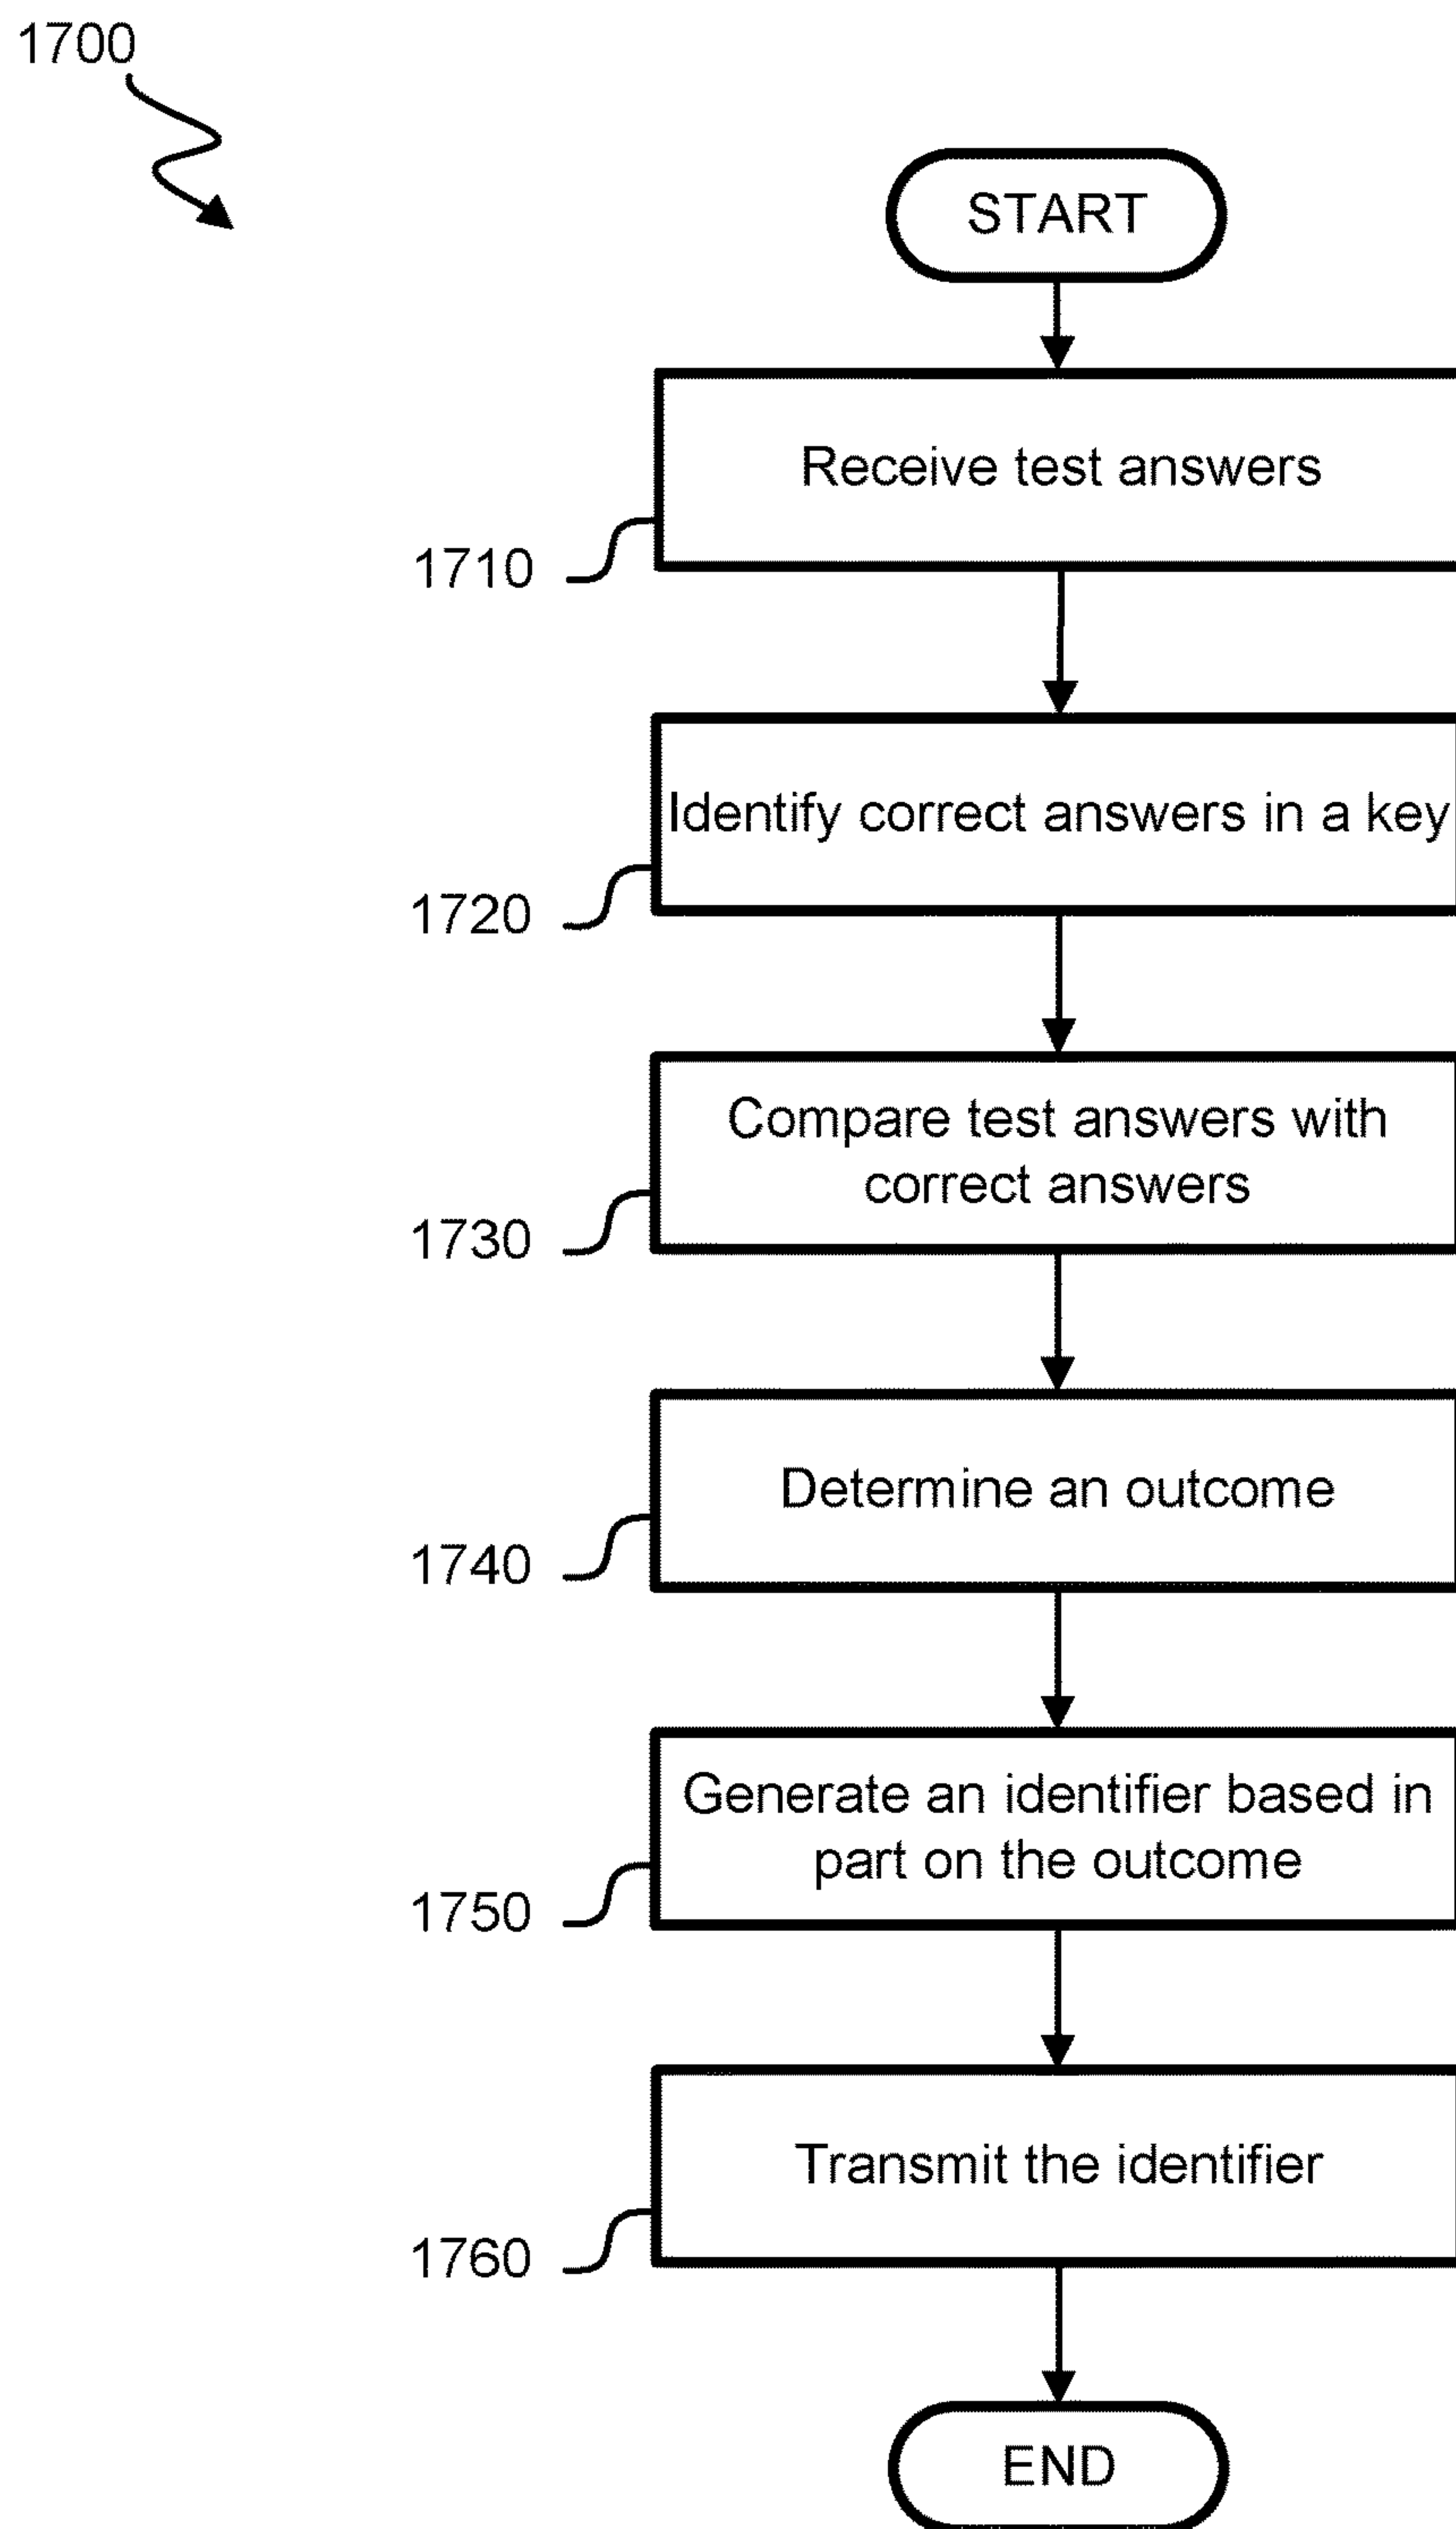 1700
START
Receive test answers
1710
Identify correct answers in a key
1720
Compare test answers with
correct answers
1730
Determine an outcome
1740
Generate an identifier based in
part on the outcome
1750
Transmit the identifier
1760
END